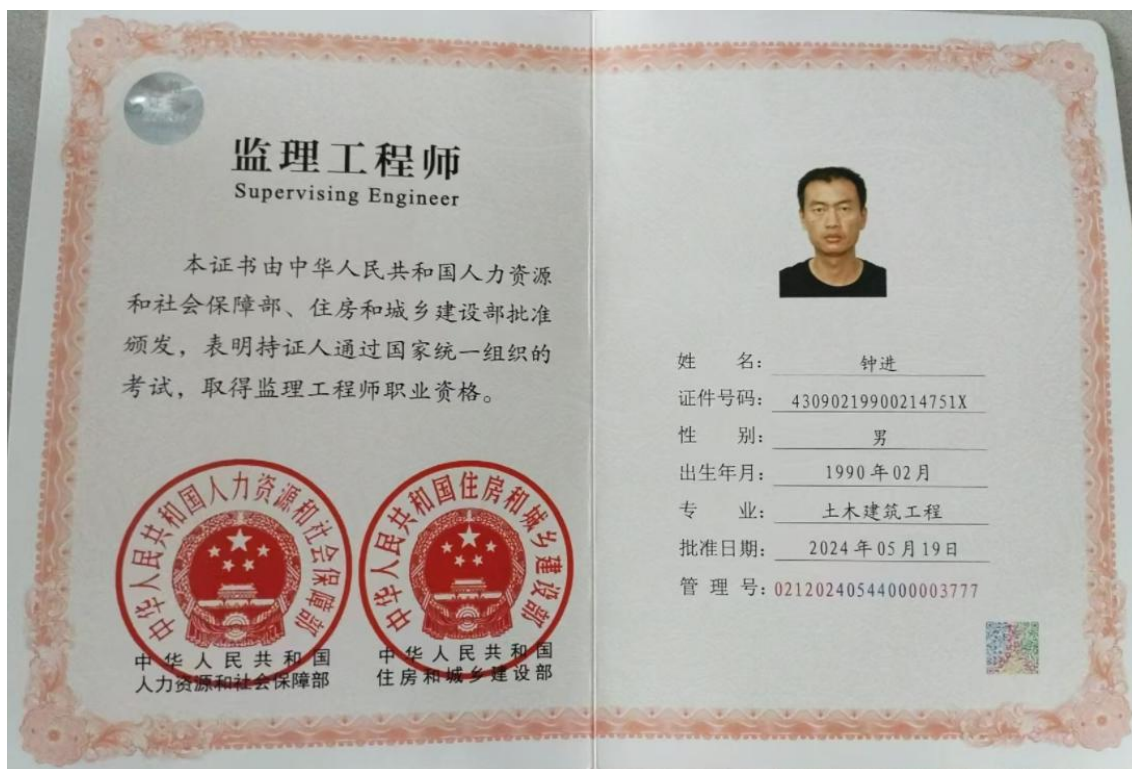 监理工程师
Supervising Engineer
本证书由中华人民共和国人力资源
和社会保障部、住房和城乡建设部批准
颁发，表明持证人通过国家统一组织的
考试，取得监理工程师职业资格。
中华人民共和国人力资源和社会保障部
中华人民共和国
人力资源和社会保障部
中华人民共和国住房和城乡建设部
中华人民共和国
住房和城乡建设部
姓名：钟进
证件号码：43090219900214751X
性别：男
出生年月：1990年02月
专业：土木建筑工程
批准日期：2024年05月19日
管理号：02120240544000003777